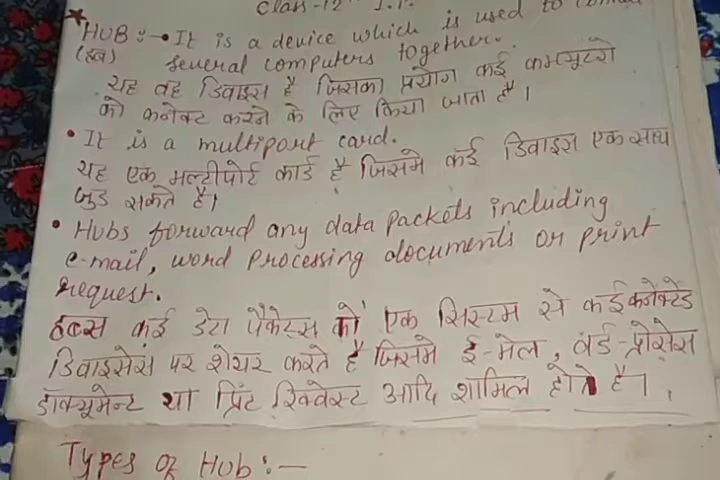 Class-12 I.T.
HUB:- • It is a device which is used to connect
(हब) several computers together.
यह वह डिवाइस है जिसका प्रयोग कई कम्प्यूटरो
को कनेक्ट करने के लिए किया जाता है।
• It is a multiport card.
यह एक मल्टीपोर्ट कार्ड है जिसमे कई डिवाइस एक साथ
जुड सकते है।
• Hubs forward any data packets including
e-mail, word processing documents or print
request.
हब्स कई डेटा पैकेट्स को एक सिस्टम से कई कनेक्टेड
डिवाइसेस पर शेयर करते है जिसमे ई-मेल, वर्ड-प्रोसेस
डॉक्यूमेन्ट या प्रिंट रिक्वेस्ट आदि शामिल होते है।
Types of Hub:-